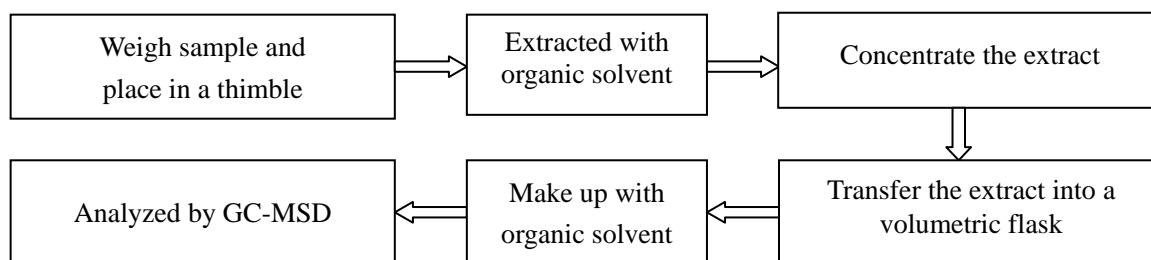 Weigh sample and
place in a thimble
Extracted with
organic solvent
Concentrate the extract
Transfer the extract into a
volumetric flask
Make up with
organic solvent
Analyzed by GC-MSD